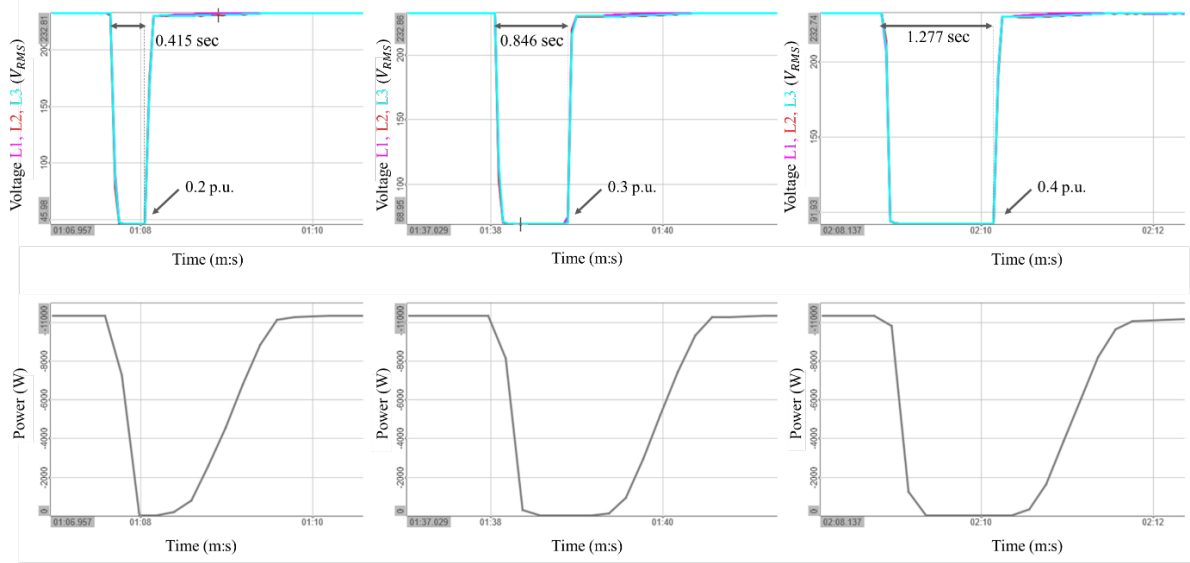 Voltage L1, L2, L3 (V_RMS)
232.81
200
150
100
45.98
0.415 sec
0.2 p.u.
01:06.957
01:08
01:10
Time (m:s)
Voltage L1, L2, L3 (V_RMS)
232.86
200
150
100
68.95
0.846 sec
0.3 p.u.
01:37.029
01:38
01:40
Time (m:s)
Voltage L1, L2, L3 (V_RMS)
232.74
200
150
91.93
1.277 sec
0.4 p.u.
02:08.137
02:10
02:12
Time (m:s)
Power (W)
-11000
-8000
-6000
-4000
-2000
0
01:06.957
01:08
01:10
Time (m:s)
Power (W)
-11000
-8000
-6000
-4000
-2000
0
01:37.029
01:38
01:40
Time (m:s)
Power (W)
-11000
-8000
-6000
-4000
-2000
0
02:08.137
02:10
02:12
Time (m:s)